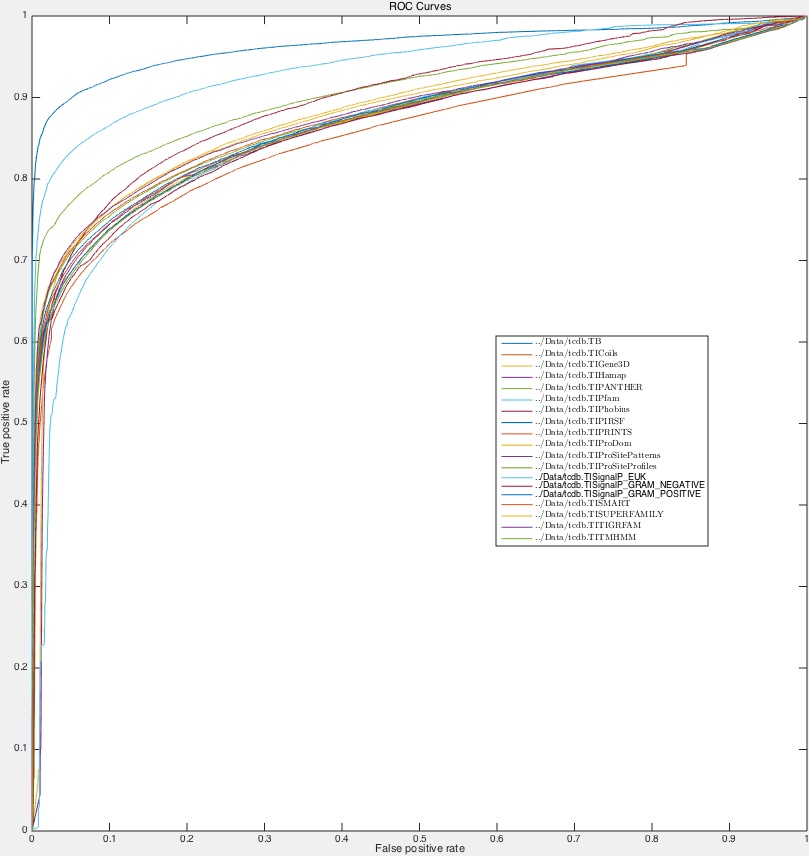 ROC Curves
1
0.9
0.8
0.7
0.6
0.5
0.4
0.3
0.2
0.1
0
True positive rate
../Data/tcdb.TB
../Data/tcdb.TICoils
../Data/tcdb.TIGene3D
../Data/tcdb.TIHamap
../Data/tcdb.TIPANTHER
../Data/tcdb.TIPfam
../Data/tcdb.TIPhobius
../Data/tcdb.TIPIRSF
../Data/tcdb.TIPRINTS
../Data/tcdb.TIProDom
../Data/tcdb.TIProSitePatterns
../Data/tcdb.TIProSiteProfiles
../Data/tcdb.TISignalP_EUK
../Data/tcdb.TISignalP_GRAM_NEGATIVE
../Data/tcdb.TISignalP_GRAM_POSITIVE
../Data/tcdb.TISMART
../Data/tcdb.TISUPERFAMILY
../Data/tcdb.TITIGRFAM
../Data/tcdb.TITMHMM
0 0.1 0.2 0.3 0.4 0.5 0.6 0.7 0.8 0.9 1
False positive rate